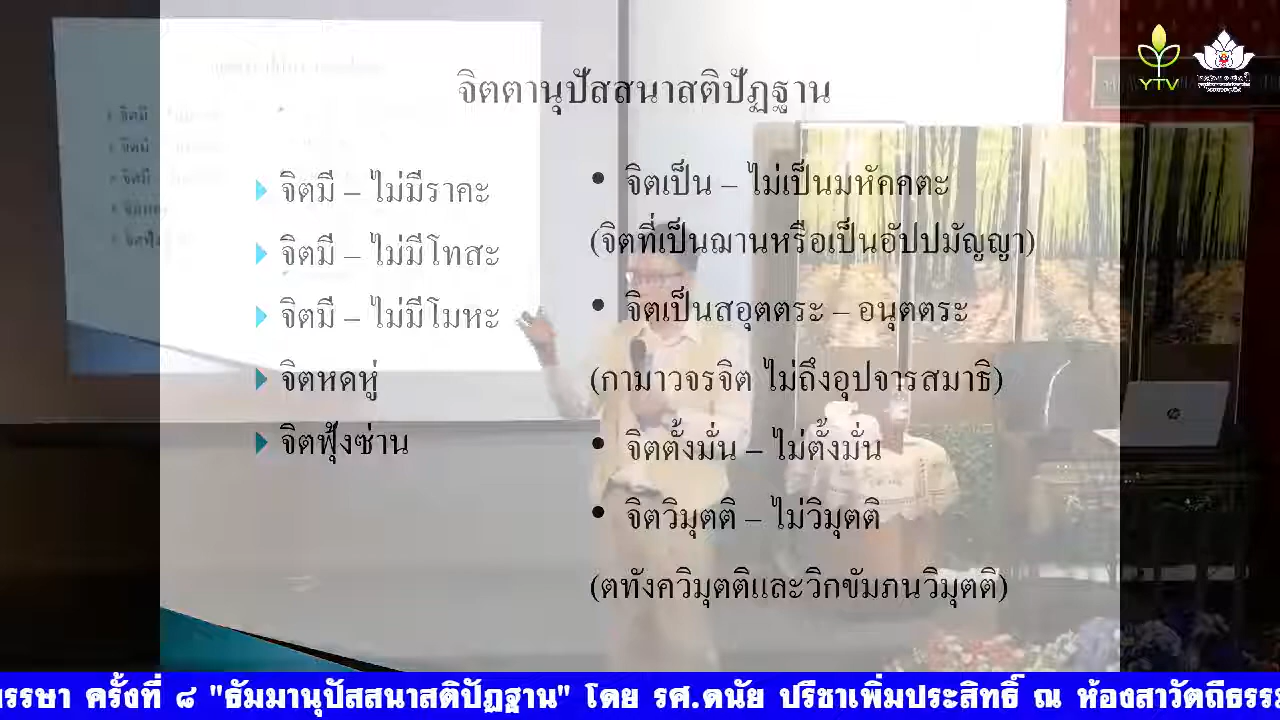 จิตตานุปัสสนาสติปัฏฐาน
จิตมี – ไม่มีราคะ
จิตมี – ไม่มีโทสะ
จิตมี – ไม่มีโมหะ
จิตหดหู่
จิตฟุ้งซ่าน
จิตเป็น – ไม่เป็นมหัคคตะ
(จิตที่เป็นฌานหรือเป็นอัปปมัญญา)
จิตเป็นสอุตตระ – อนุตตระ
(กามาวจรจิต ไม่ถึงอุปจารสมาธิ)
จิตตั้งมั่น – ไม่ตั้งมั่น
จิตวิมุตติ – ไม่วิมุตติ
(ตทังควิมุตติและวิกขัมภนวิมุตติ)
YTV
hp
ครั้งที่ ๘ "ธัมมานุปัสสนาสติปัฏฐาน" โดย รศ.ดนัย ปรีชาเพิ่มประสิทธิ์ ณ ห้องสาวัตถีธรร